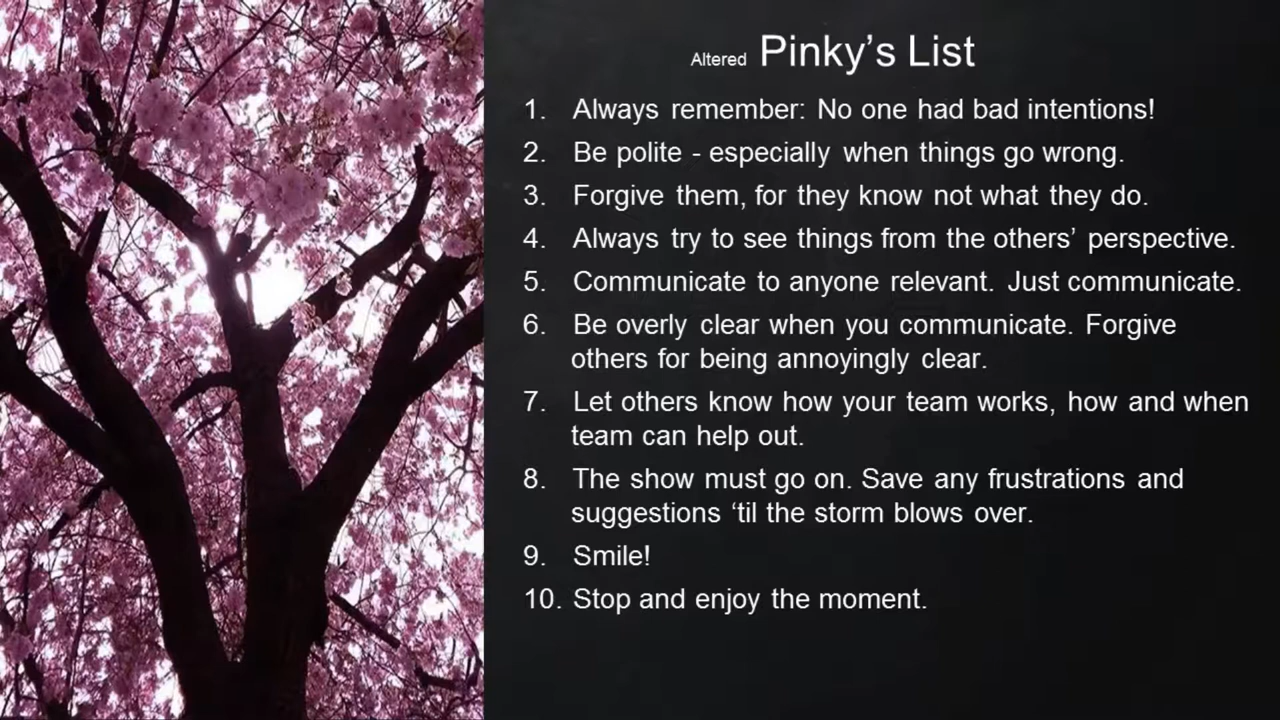 Altered Pinky’s List
1. Always remember: No one had bad intentions!
2. Be polite - especially when things go wrong.
3. Forgive them, for they know not what they do.
4. Always try to see things from the others’ perspective.
5. Communicate to anyone relevant. Just communicate.
6. Be overly clear when you communicate. Forgive
others for being annoyingly clear.
7. Let others know how your team works, how and when
team can help out.
8. The show must go on. Save any frustrations and
suggestions ‘til the storm blows over.
9. Smile!
10. Stop and enjoy the moment.